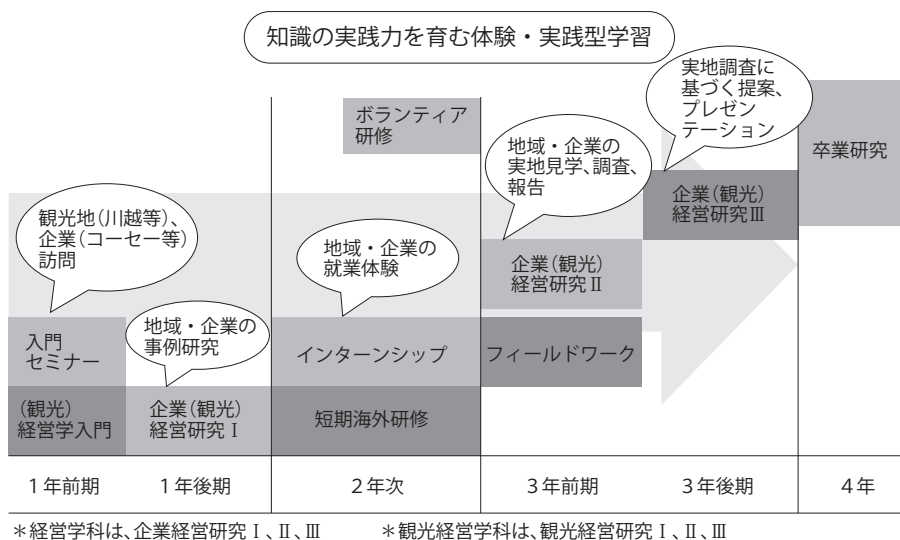 知識の実践力を育む体験・実践型学習
実地調査に
基づく提案、
プレゼン
テーション
ボランティア
研修
地域・企業の
実地見学、調査、
報告
卒業研究
企業（観光）
経営研究Ⅲ
観光地（川越等）、
企業（コーセー等）
訪問
地域・企業の
就業体験
企業（観光）
経営研究Ⅱ
入門
セミナー
地域・企業の
事例研究
インターンシップ
フィールドワーク
（観光）
経営学入門
企業（観光）
経営研究Ⅰ
短期海外研修
1年前期
1年後期
2年次
3年前期
3年後期
4年
＊経営学科は、企業経営研究Ⅰ、Ⅱ、Ⅲ
＊観光経営学科は、観光経営研究Ⅰ、Ⅱ、Ⅲ